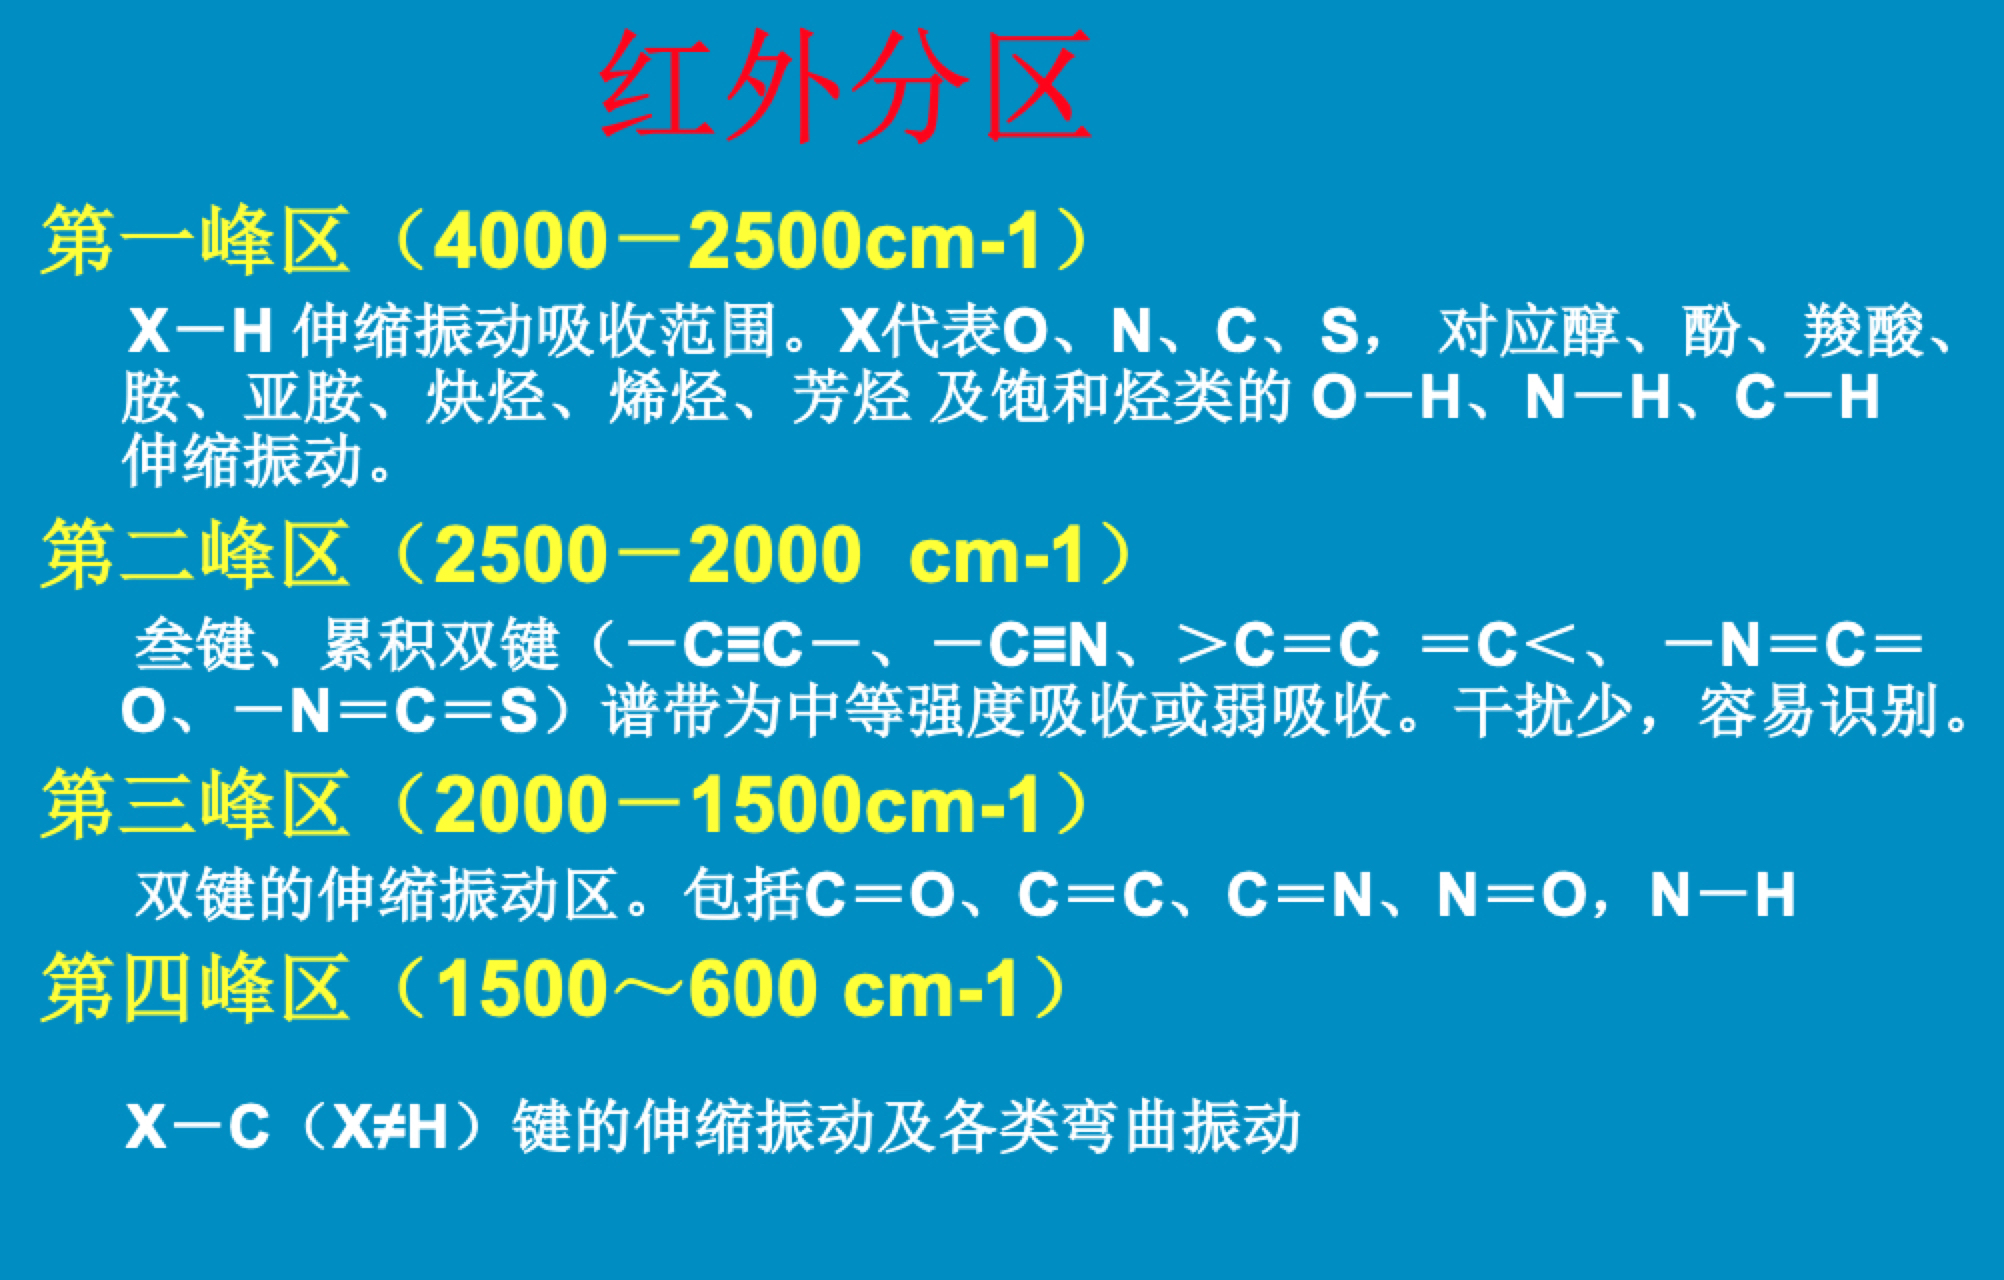 红外分区
第一峰区（4000－2500cm-1）
X－H 伸缩振动吸收范围。X代表O、N、C、S， 对应醇、酚、羧酸、
胺、亚胺、炔烃、烯烃、芳烃 及饱和烃类的 O－H、N－H、C－H
伸缩振动。
第二峰区（2500－2000 cm-1）
叁键、累积双键（－C≡C－、－C≡N、＞C＝C ＝C＜、 －N＝C＝
O、－N＝C＝S）谱带为中等强度吸收或弱吸收。干扰少，容易识别。
第三峰区（2000－1500cm-1）
双键的伸缩振动区。包括C＝O、C＝C、C＝N、N＝O，N－H
第四峰区（1500～600 cm-1）
X－C（X≠H）键的伸缩振动及各类弯曲振动